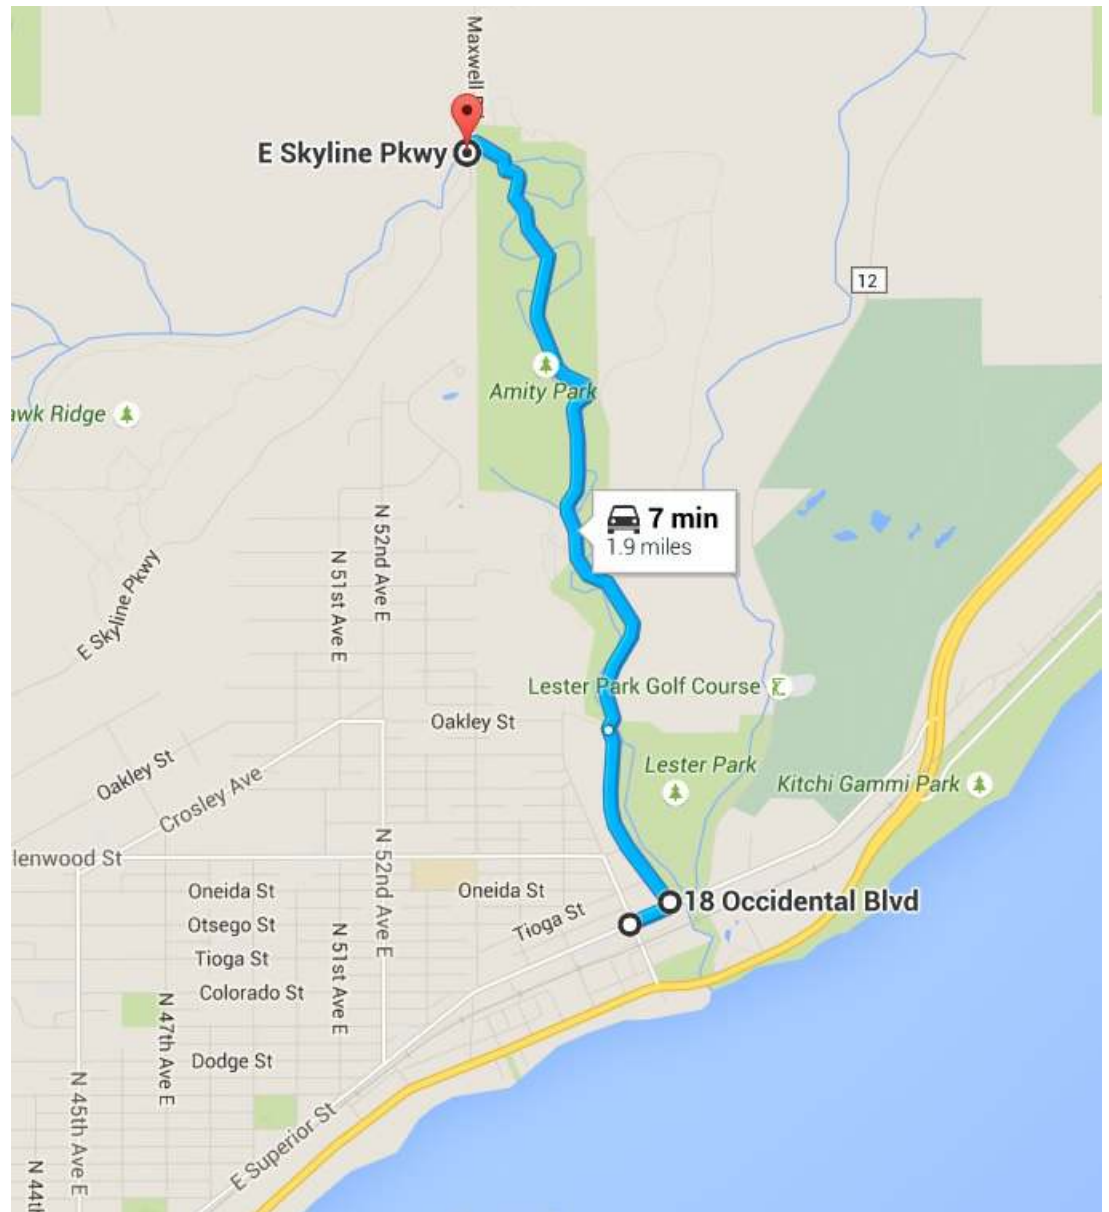 Maxwell
E Skyline Pkwy
12
Amity Park
awk Ridge
7 min
1.9 miles
N 52nd Ave E
N 51st Ave E
E Skyline Pkwy
Lester Park Golf Course
Oakley St
Oakley St
Lester Park
Kitchi Gammi Park
Crosley Ave
lenwood St
N 52nd Ave E
Oneida St
Oneida St
18 Occidental Blvd
Otsego St
Tioga St
Tioga St
N 51st Ave E
Colorado St
N 47th Ave E
Dodge St
N 45th Ave E
E Superior St
N 44th